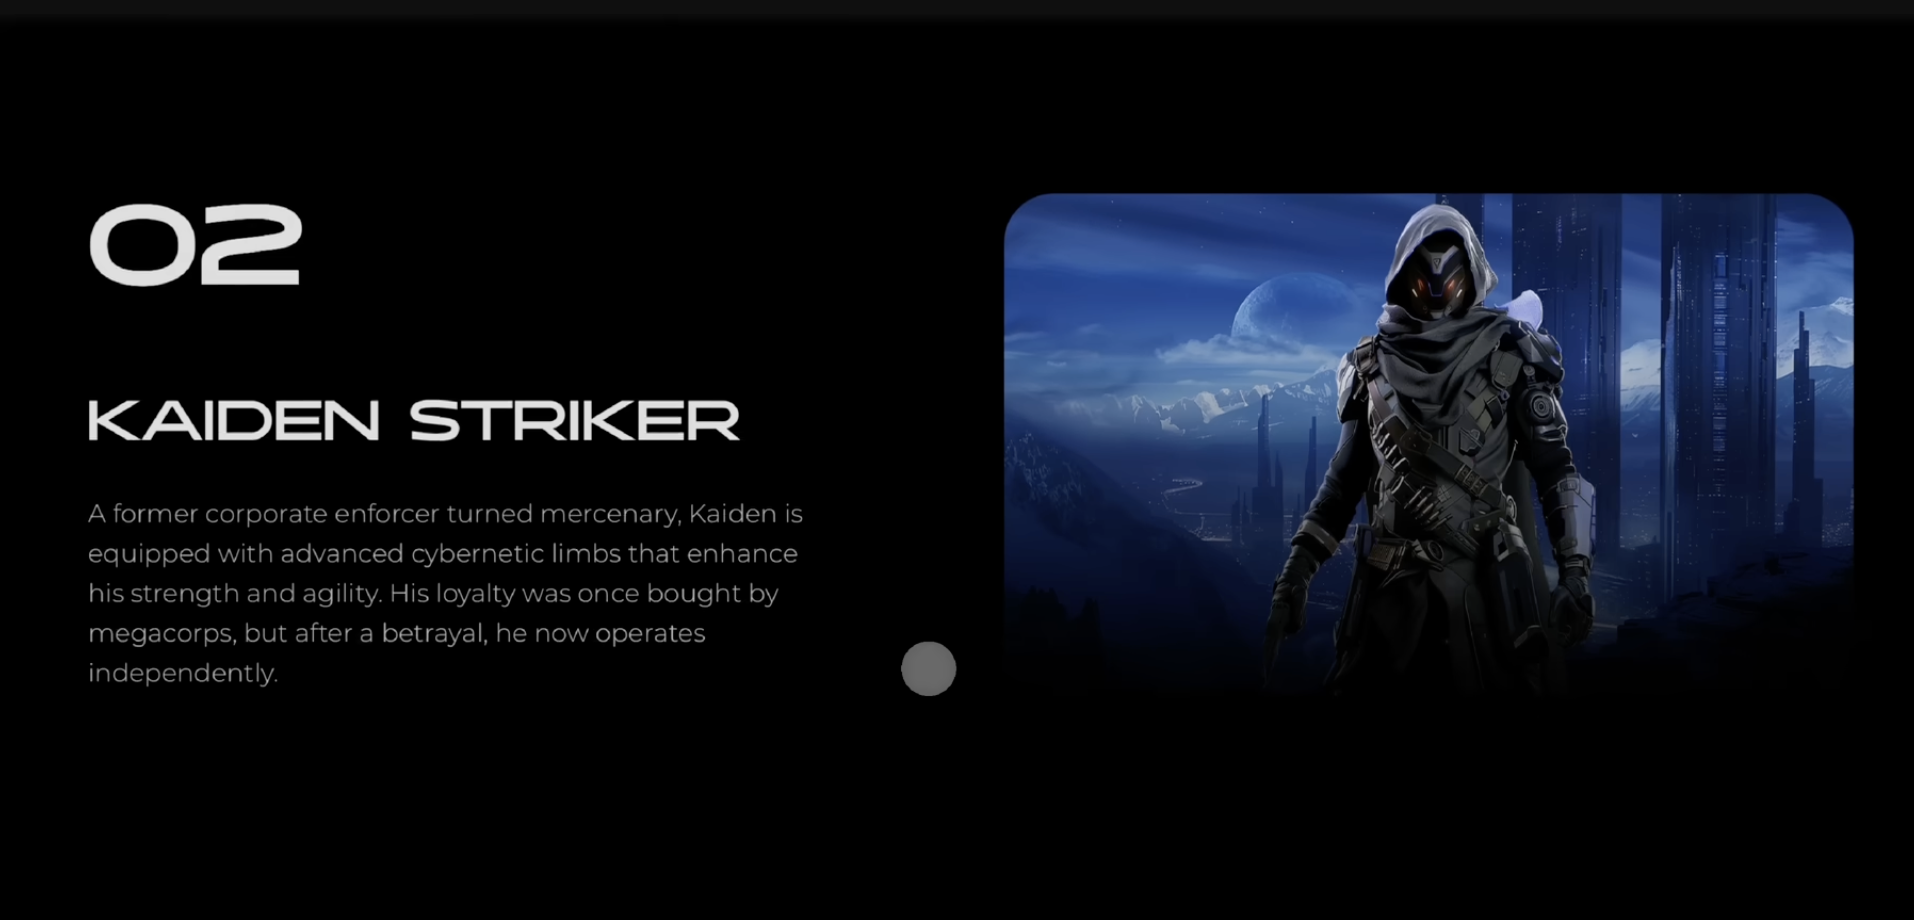 02
KAIDEN STRIKER
A former corporate enforcer turned mercenary, Kaiden is
equipped with advanced cybernetic limbs that enhance
his strength and agility. His loyalty was once bought by
megacorps, but after a betrayal, he now operates
independently.